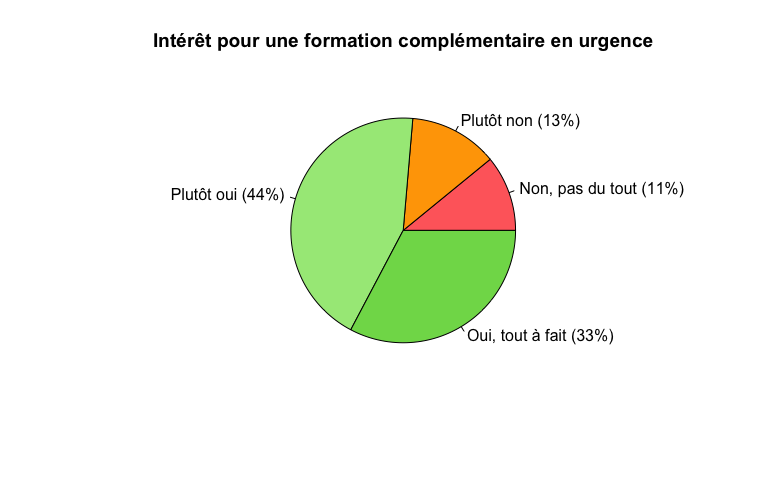 Intérêt pour une formation complémentaire en urgence
Plutôt non (13%)
Non, pas du tout (11%)
Plutôt oui (44%)
Oui, tout à fait (33%)